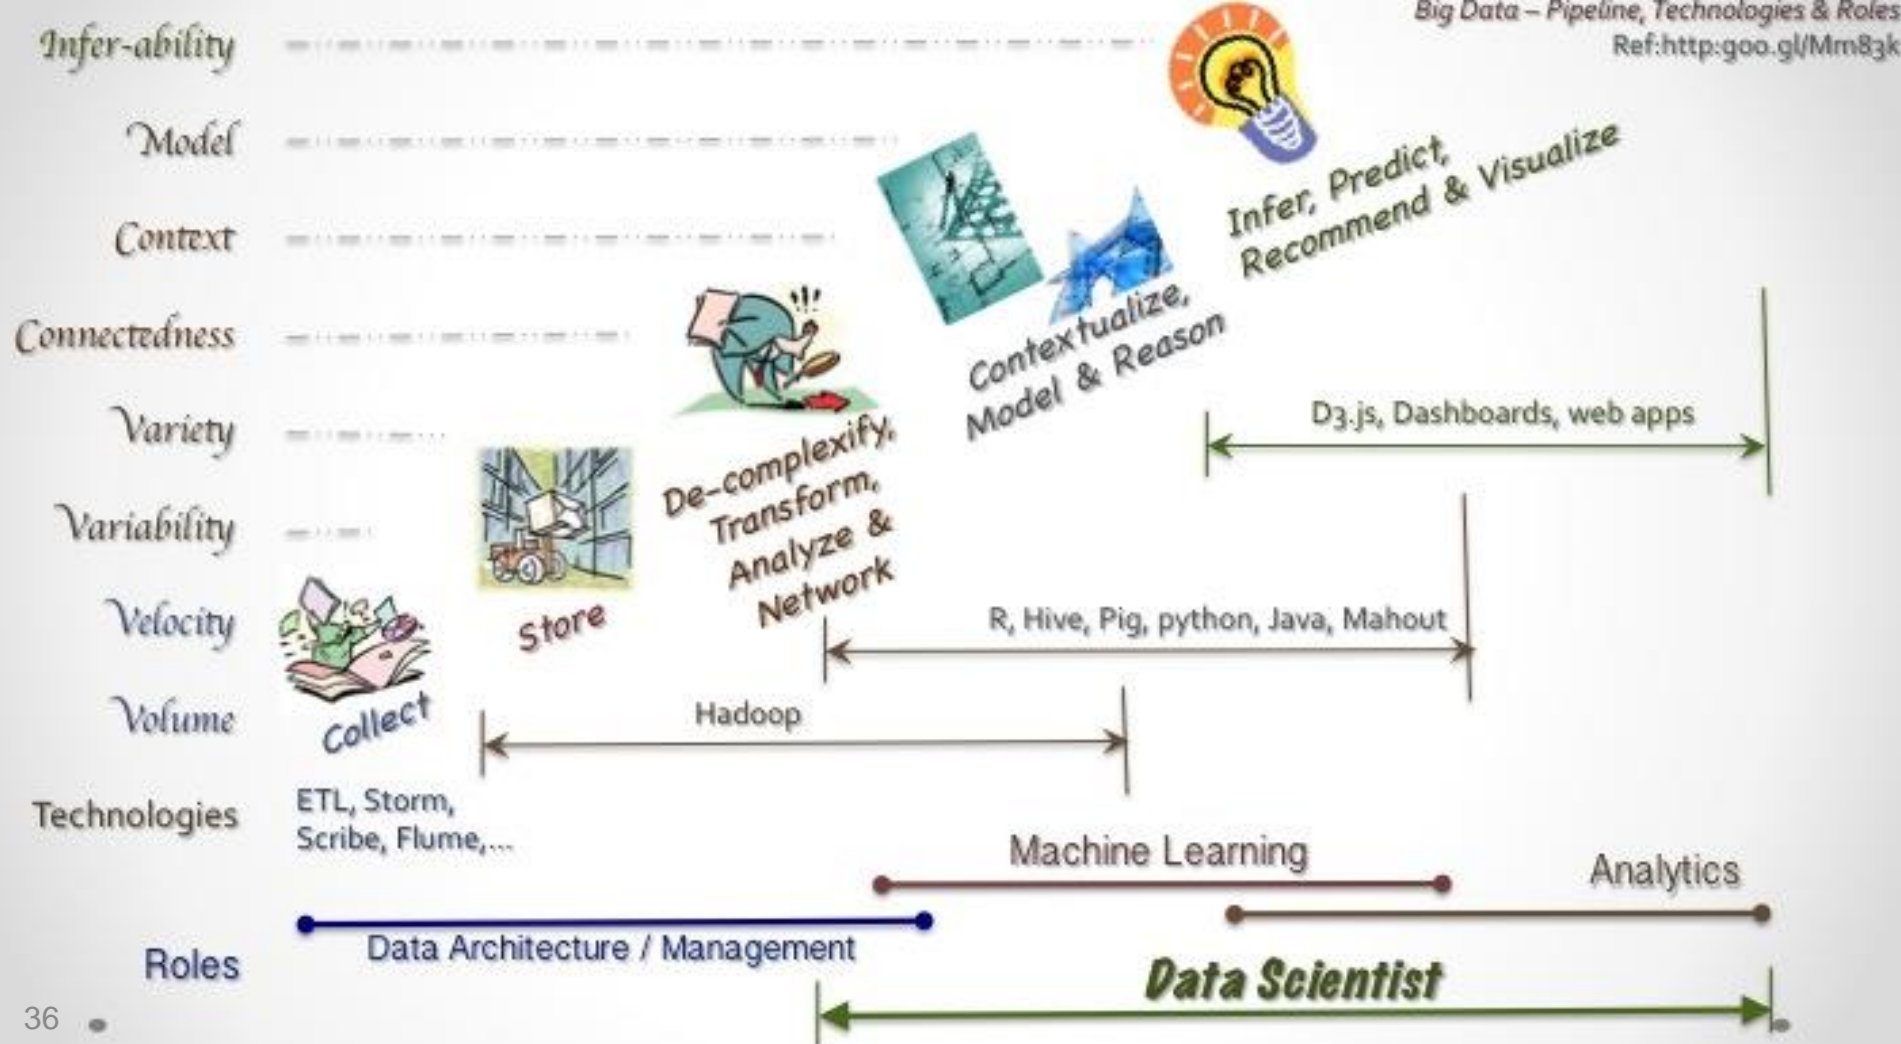 Big Data – Pipeline, Technologies & Roles
Ref:http:goo.gl/Mm83k
Infer-ability
Model
Context
Connectedness
Variety
Variability
Velocity
Volume
Technologies
Roles
Collect
Store
De-complexify,
Transform,
Analyze &
Network
Contextualize,
Model & Reason
Infer, Predict,
Recommend & Visualize
D3.js, Dashboards, web apps
R, Hive, Pig, python, Java, Mahout
Hadoop
ETL, Storm,
Scribe, Flume,...
Machine Learning
Analytics
Data Architecture / Management
Data Scientist
36